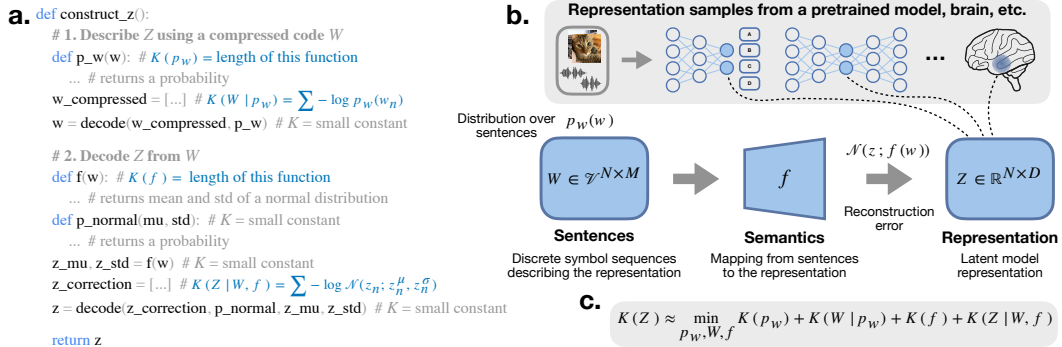 a.
def construct_z():
# 1. Describe Z using a compressed code W
def p_w(w): # K(p_w) = length of this function
... # returns a probability
w_compressed = [...] # K(W | p_w) = ∑ − log p_w(w_n)
w = decode(w_compressed, p_w) # K = small constant
# 2. Decode Z from W
def f(w): # K(f) = length of this function
... # returns mean and std of a normal distribution
def p_normal(mu, std): # K = small constant
... # returns a probability
z_mu, z_std = f(w) # K = small constant
z_correction = [...] # K(Z | W, f) = ∑ − log 𝒩(z_n; z_n^μ, z_n^σ)
z = decode(z_correction, p_normal, z_mu, z_std) # K = small constant
return z
b.
Representation samples from a pretrained model, brain, etc.
A
B
C
D
...
Distribution over
sentences
p_w(w)
W ∈ 𝒱^{N×M}
Sentences
Discrete symbol sequences
describing the representation
f
Semantics
Mapping from sentences
to the representation
𝒩(z; f(w))
Reconstruction
error
Z ∈ ℝ^{N×D}
Representation
Latent model
representation
c.
K(Z) ≈ min_{p_w,W,f} K(p_w) + K(W | p_w) + K(f) + K(Z | W, f)